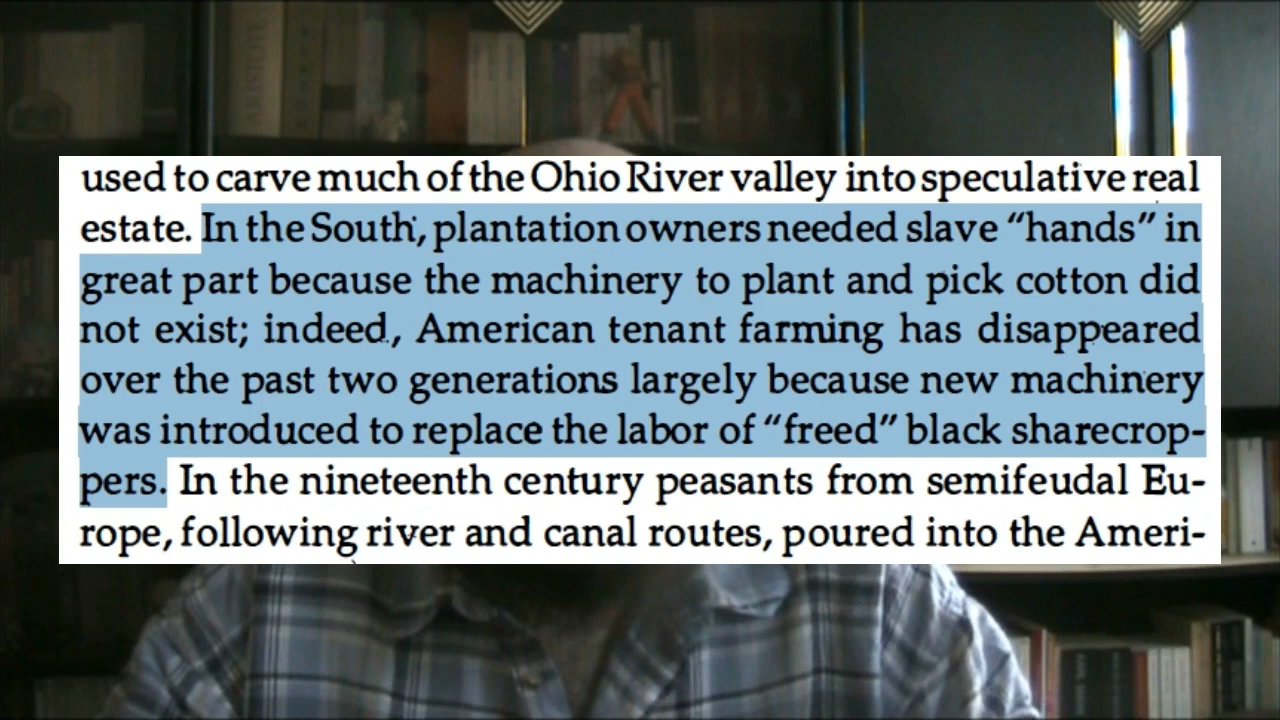 used to carve much of the Ohio River valley into speculative real
estate. In the South, plantation owners needed slave “hands” in
great part because the machinery to plant and pick cotton did
not exist; indeed, American tenant farming has disappeared
over the past two generations largely because new machinery
was introduced to replace the labor of “freed” black sharecrop-
pers. In the nineteenth century peasants from semifeudal Eu-
rope, following river and canal routes, poured into the Ameri-